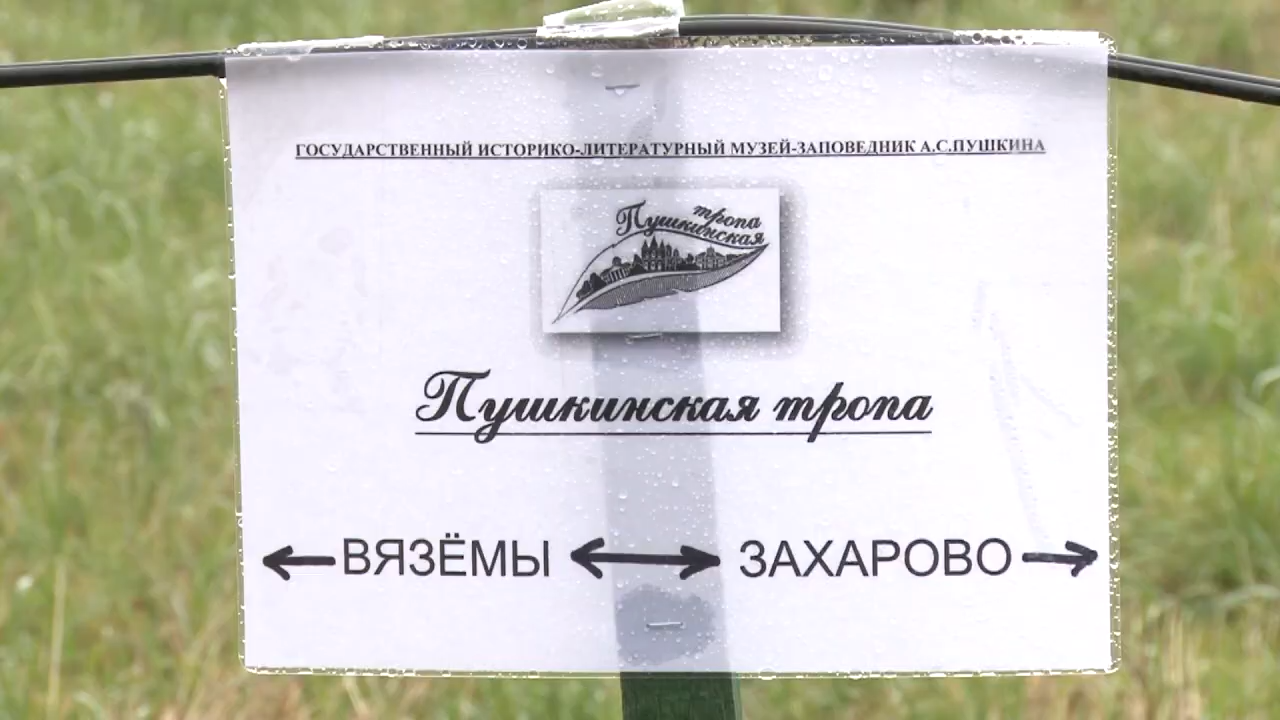 ГОСУДАРСТВЕННЫЙ ИСТОРИКО-ЛИТЕРАТУРНЫЙ МУЗЕЙ-ЗАПОВЕДНИК А.С.ПУШКИНА
тропа
Пушкинская
Пушкинская тропа
ВЯЗЁМЫ ЗАХАРОВО